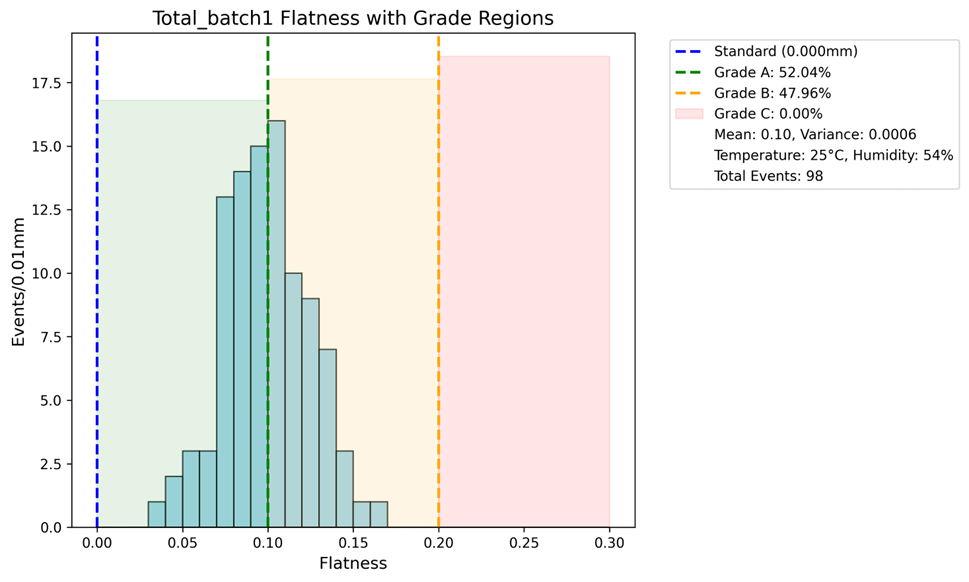 Total_batch1 Flatness with Grade Regions
Standard (0.000mm)
Grade A: 52.04%
Grade B: 47.96%
Grade C: 0.00%
Mean: 0.10, Variance: 0.0006
Temperature: 25°C, Humidity: 54%
Total Events: 98
Events/0.01mm
17.5
15.0
12.5
10.0
7.5
5.0
2.5
0.0
0.00 0.05 0.10 0.15 0.20 0.25 0.30
Flatness